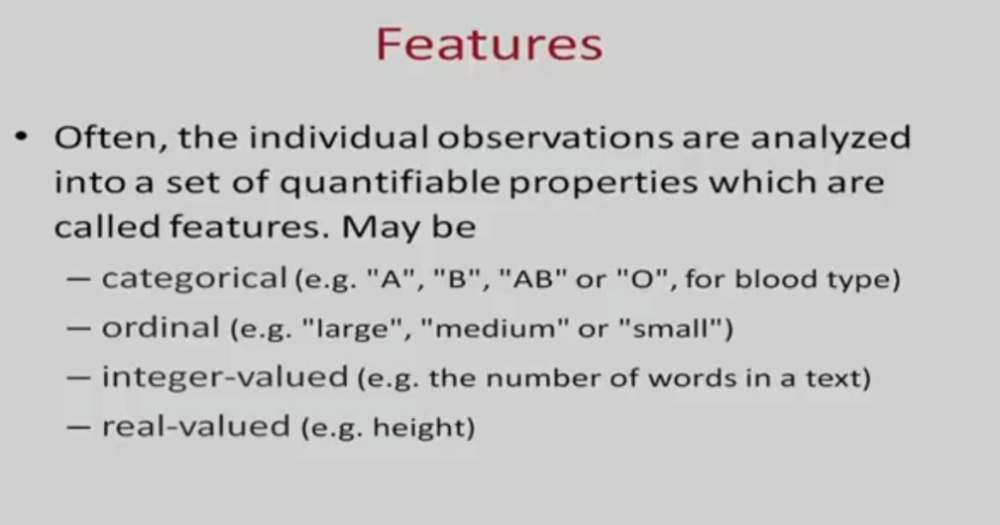 Features
• Often, the individual observations are analyzed
into a set of quantifiable properties which are
called features. May be
– categorical (e.g. "A", "B", "AB" or "O", for blood type)
– ordinal (e.g. "large", "medium" or "small")
– integer-valued (e.g. the number of words in a text)
– real-valued (e.g. height)